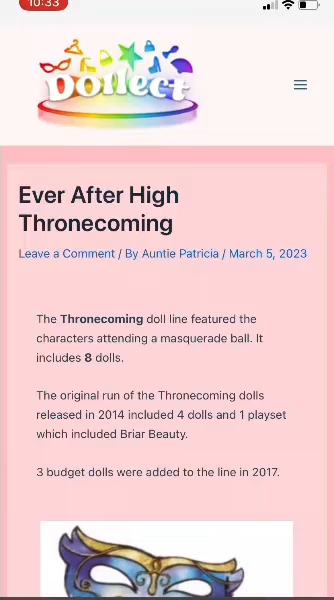 10:33
Dollect
Ever After High
Thronecoming
Leave a Comment / By Auntie Patricia / March 5, 2023
The Thronecoming doll line featured the
characters attending a masquerade ball. It
includes 8 dolls.
The original run of the Thronecoming dolls
released in 2014 included 4 dolls and 1 playset
which included Briar Beauty.
3 budget dolls were added to the line in 2017.